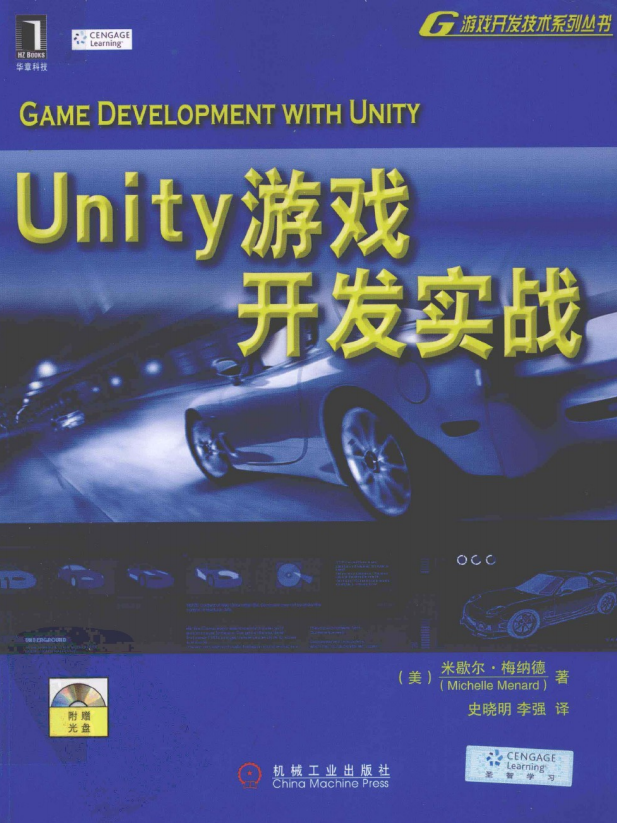 HZ BOOKS
华章科技
CENGAGE
Learning
G 游戏开发技术系列丛书
GAME DEVELOPMENT WITH UNITY
Unity游戏
开发实战
(美) 米歇尔·梅纳德 著
(Michelle Menard)
史晓明 李强 译
附赠
光盘
机械工业出版社
China Machine Press
CENGAGE
Learning
圣智学习